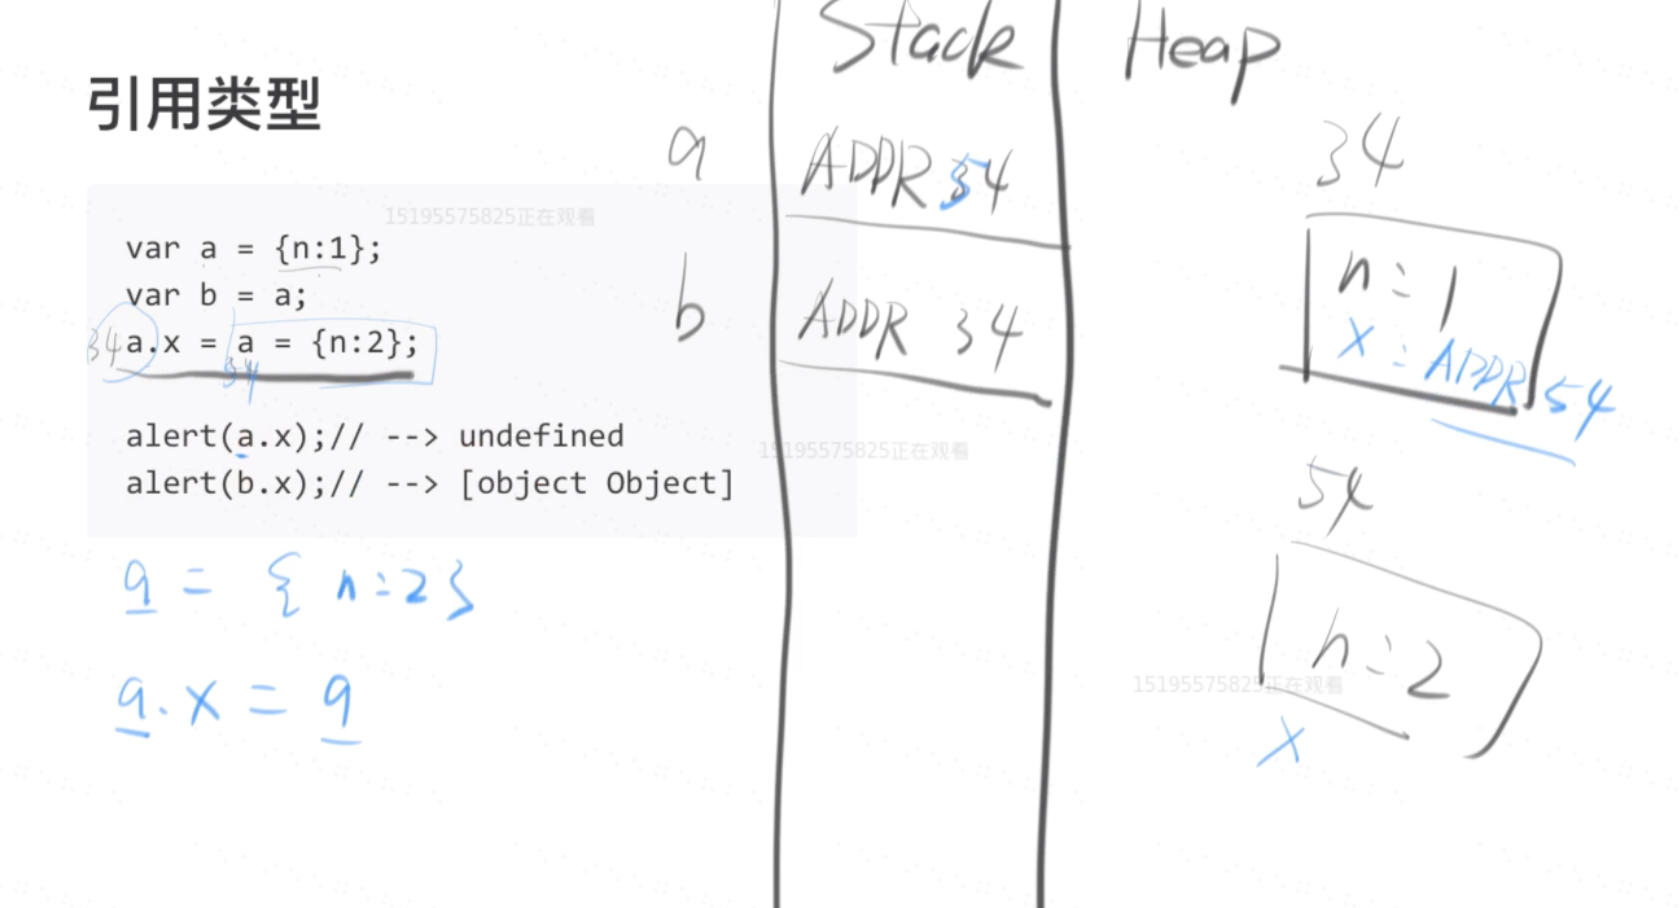 引用类型
15195575825正在观看
var a = {n:1};
var b = a;
a.x = a = {n:2};
34
34
alert(a.x);// --> undefined
alert(b.x);// --> [object Object]
a = { n:2 }
a.x = a
Stack
a
ADDR 54
b
ADDR 34
15195575825正在观看
Heap
34
n:1
x:ADDR 54
54
n:2
15195575825正在观看
x